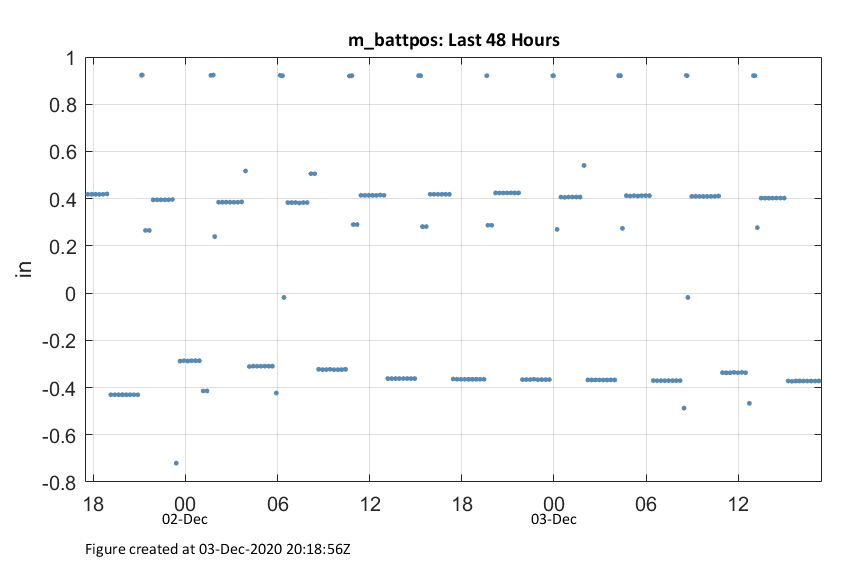 m_battpos: Last 48 Hours
1
0.8
0.6
0.4
0.2
0
-0.2
-0.4
-0.6
-0.8
in
18 00 06 12 18 00 06 12
02-Dec 03-Dec
Figure created at 03-Dec-2020 20:18:56Z